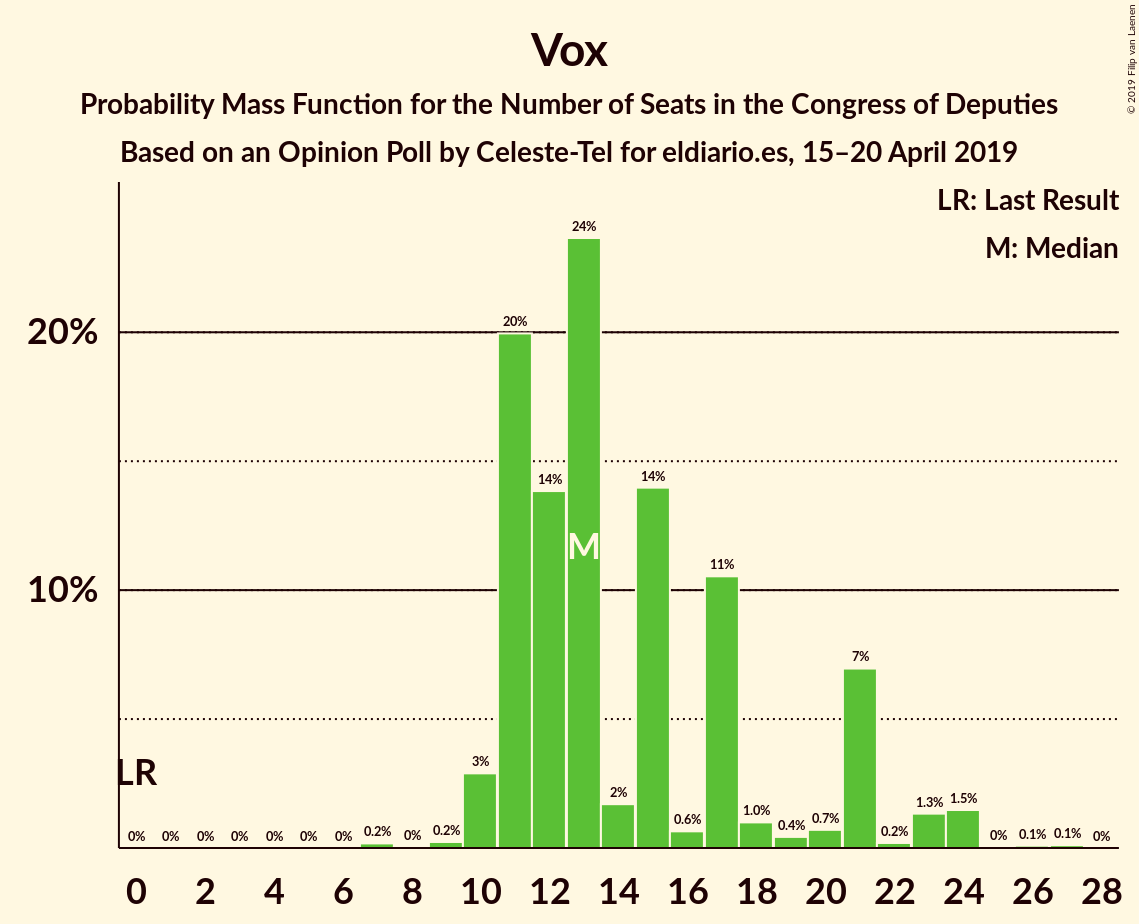 Vox
Probability Mass Function for the Number of Seats in the Congress of Deputies
Based on an Opinion Poll by Celeste-Tel for eldiario.es, 15–20 April 2019
© 2019 Filip van Laenen
LR: Last Result
M: Median
20%
10%
LR
M
0% 0% 0% 0% 0% 0% 0% 0.2% 0% 0.2% 3% 20% 14% 24% 2% 14% 0.6% 11% 1.0% 0.4% 0.7% 7% 0.2% 1.3% 1.5% 0% 0.1% 0.1% 0%
0 2 4 6 8 10 12 14 16 18 20 22 24 26 28